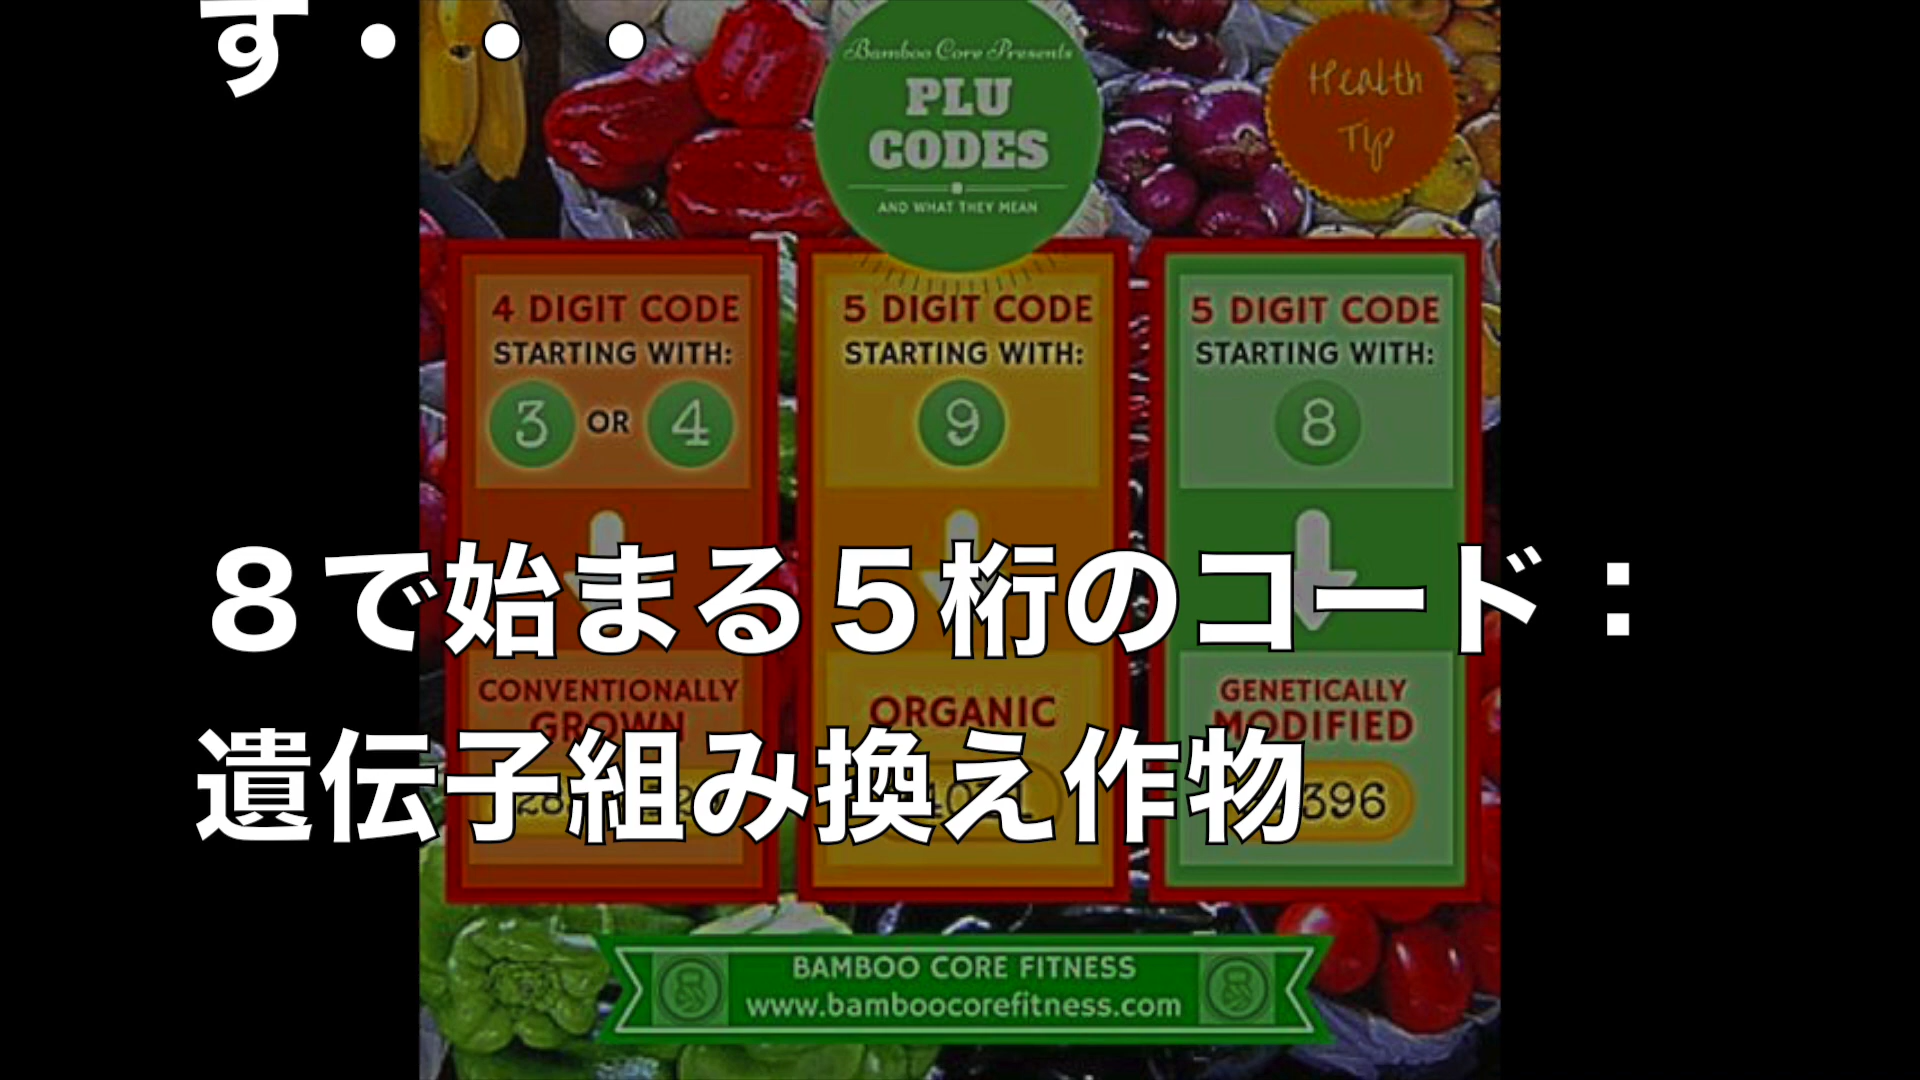 す・・・
Bamboo Core Presents
PLU
CODES
AND WHAT THEY MEAN
Health
Tip
4 DIGIT CODE
STARTING WITH:
3 OR 4
5 DIGIT CODE
STARTING WITH:
9
5 DIGIT CODE
STARTING WITH:
8
8で始まる5桁のコード：
遺伝子組み換え作物
CONVENTIONALLY
GROWN
ORGANIC
GENETICALLY
MODIFIED
BAMBOO CORE FITNESS
www.bamboocorefitness.com